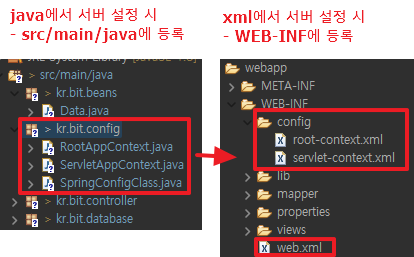 java에서 서버 설정 시
- src/main/java에 등록
src/main/java
> kr.bit.beans
> Data.java
> kr.bit.config
> RootAppContext.java
> ServletAppContext.java
> SpringConfigClass.java
> kr.bit.controller
> kr.bit.database
xml에서 서버 설정 시
- WEB-INF에 등록
webapp
> META-INF
WEB-INF
config
root-context.xml
servlet-context.xml
> lib
> mapper
> properties
> views
web.xml